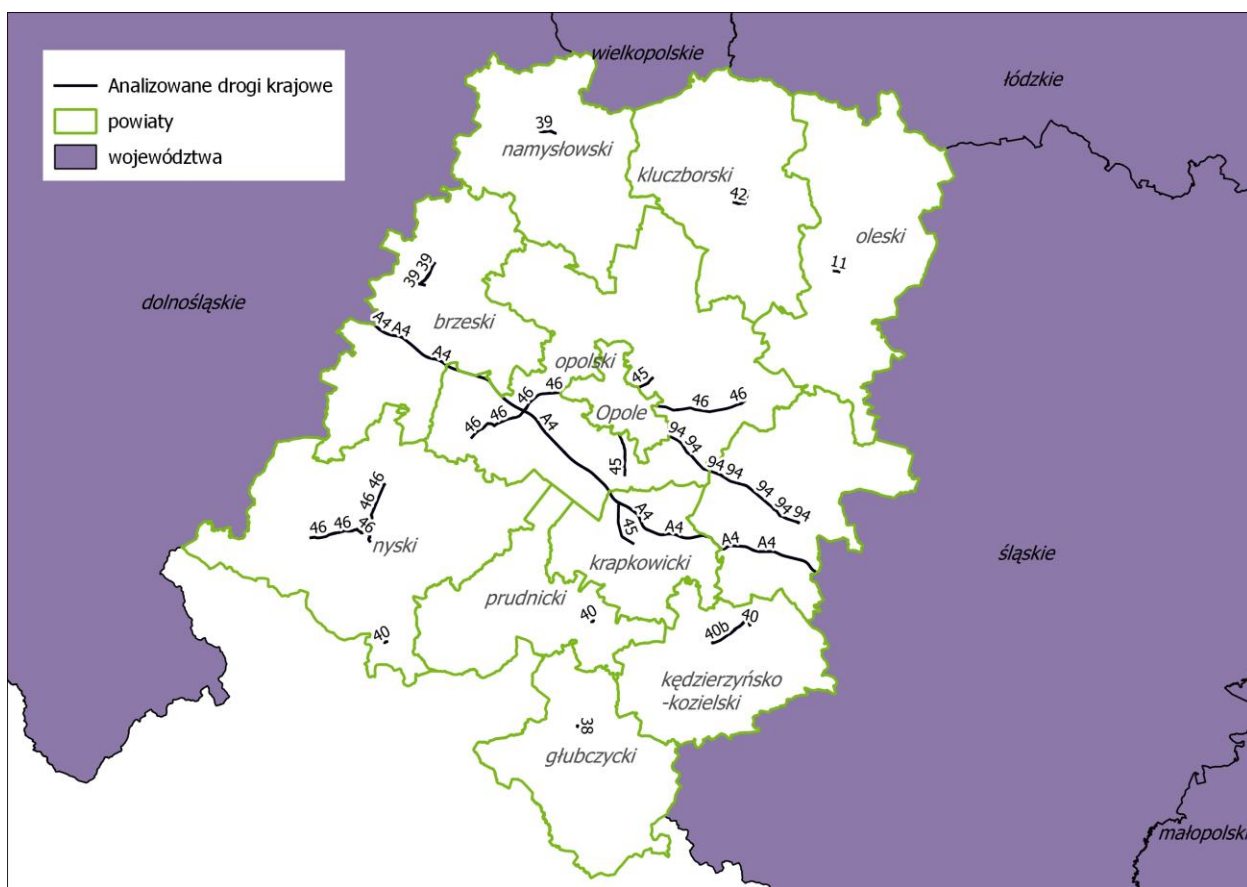 wielkopolskie
łódzkie
Analizowane drogi krajowe
powiaty
województwa
39
namysłowski
kluczborski
42
oleski
11
39 39
dolnośląskie
brzeski
A4 A4
A4
opolski
45
46
46
46
46
46
46
Opole
A4
94 94
45
94 94
94
94 94
46 46
46 46
46
nyski
A4
45
A4
A4
A4
krapkowicki
śląskie
prudnicki
40
40
40b
40
kędzierzyńsko
-kozielski
38
głubczycki
małopolski